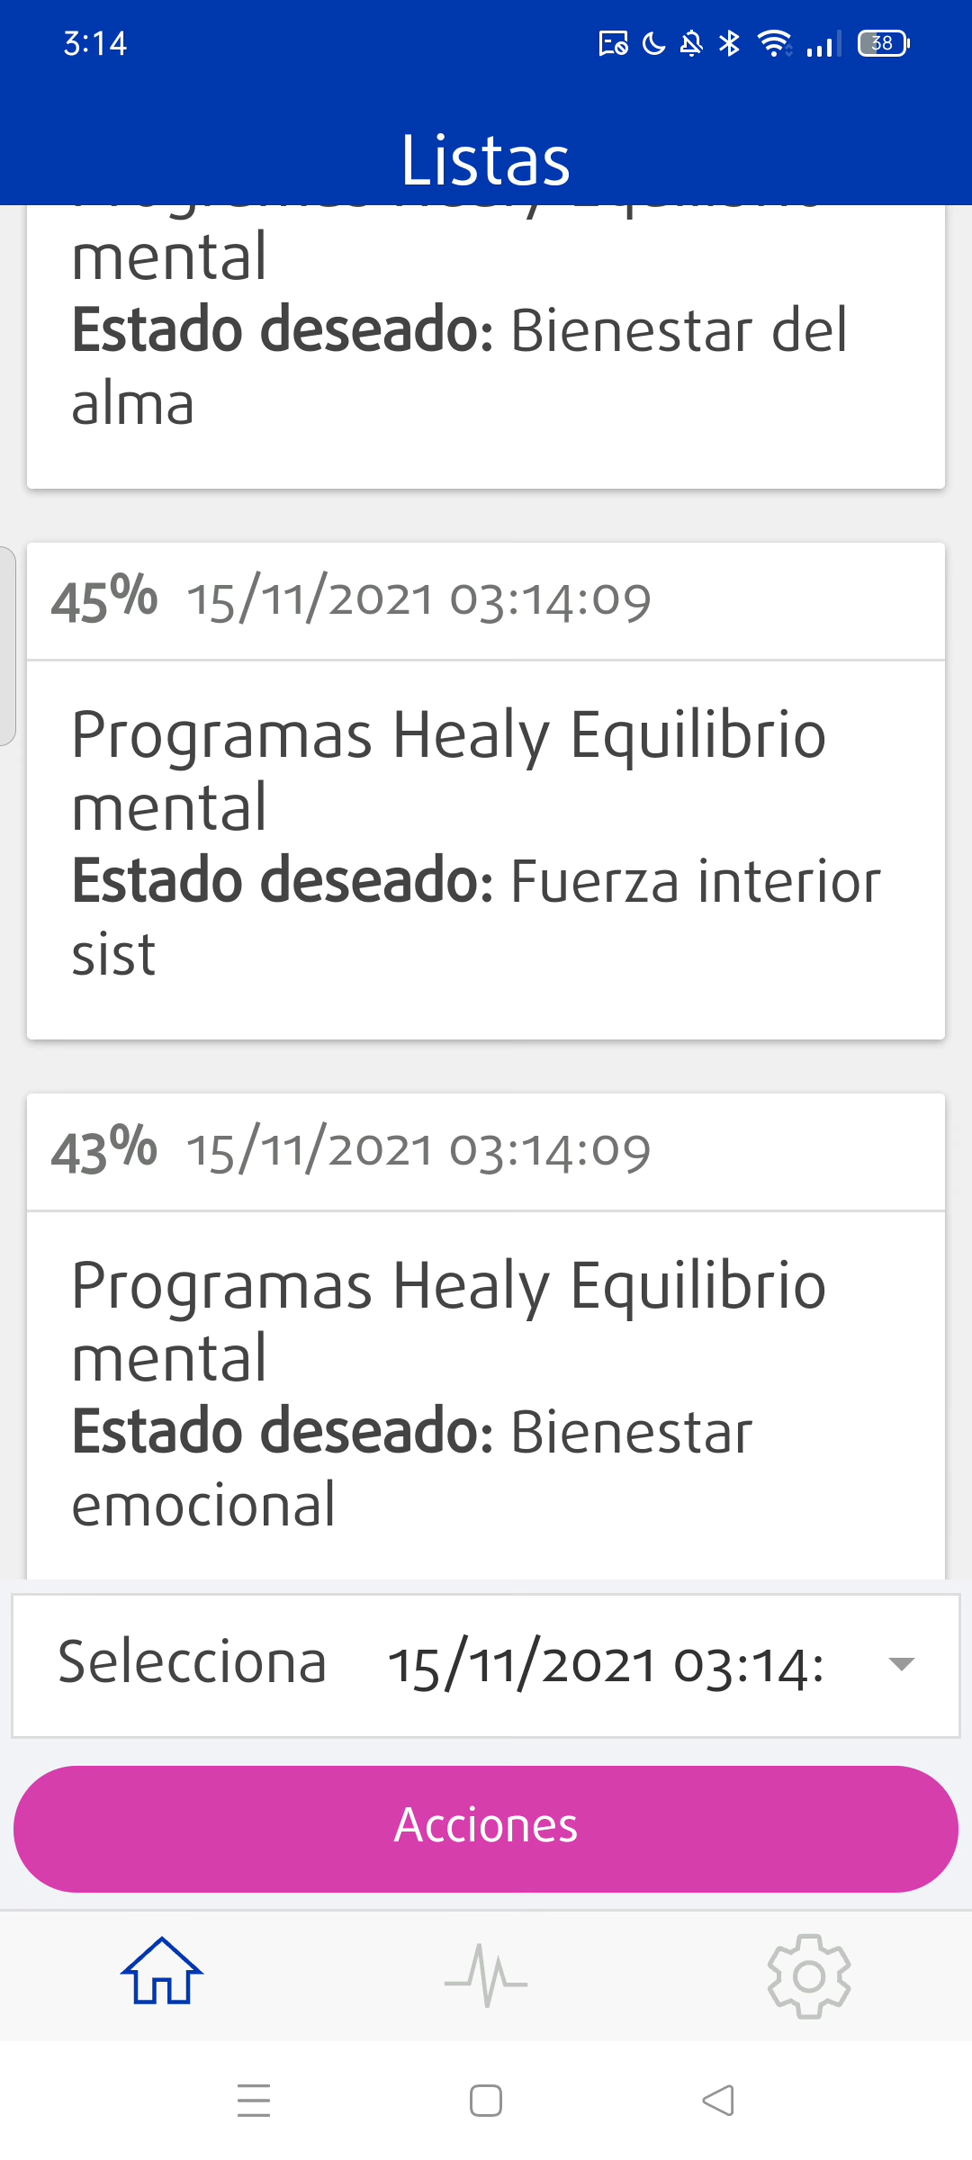 3:14
38
Listas
mental
Estado deseado: Bienestar del
alma
45% 15/11/2021 03:14:09
Programas Healy Equilibrio
mental
Estado deseado: Fuerza interior
sist
43% 15/11/2021 03:14:09
Programas Healy Equilibrio
mental
Estado deseado: Bienestar
emocional
Selecciona 15/11/2021 03:14:
Acciones